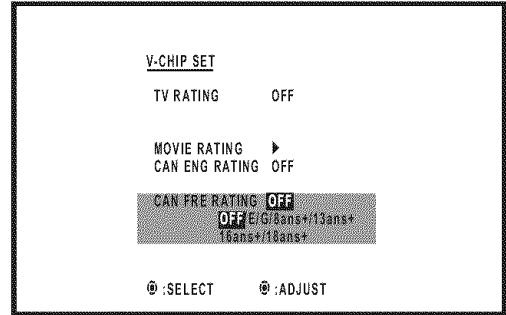 V-CHIP SET
TV RATING OFF
MOVIE RATING ▶
CAN ENG RATING OFF
CAN FRE RATING OFF
OFF/E/G/8ans+/13ans+
16ans+/18ans+
:SELECT :ADJUST